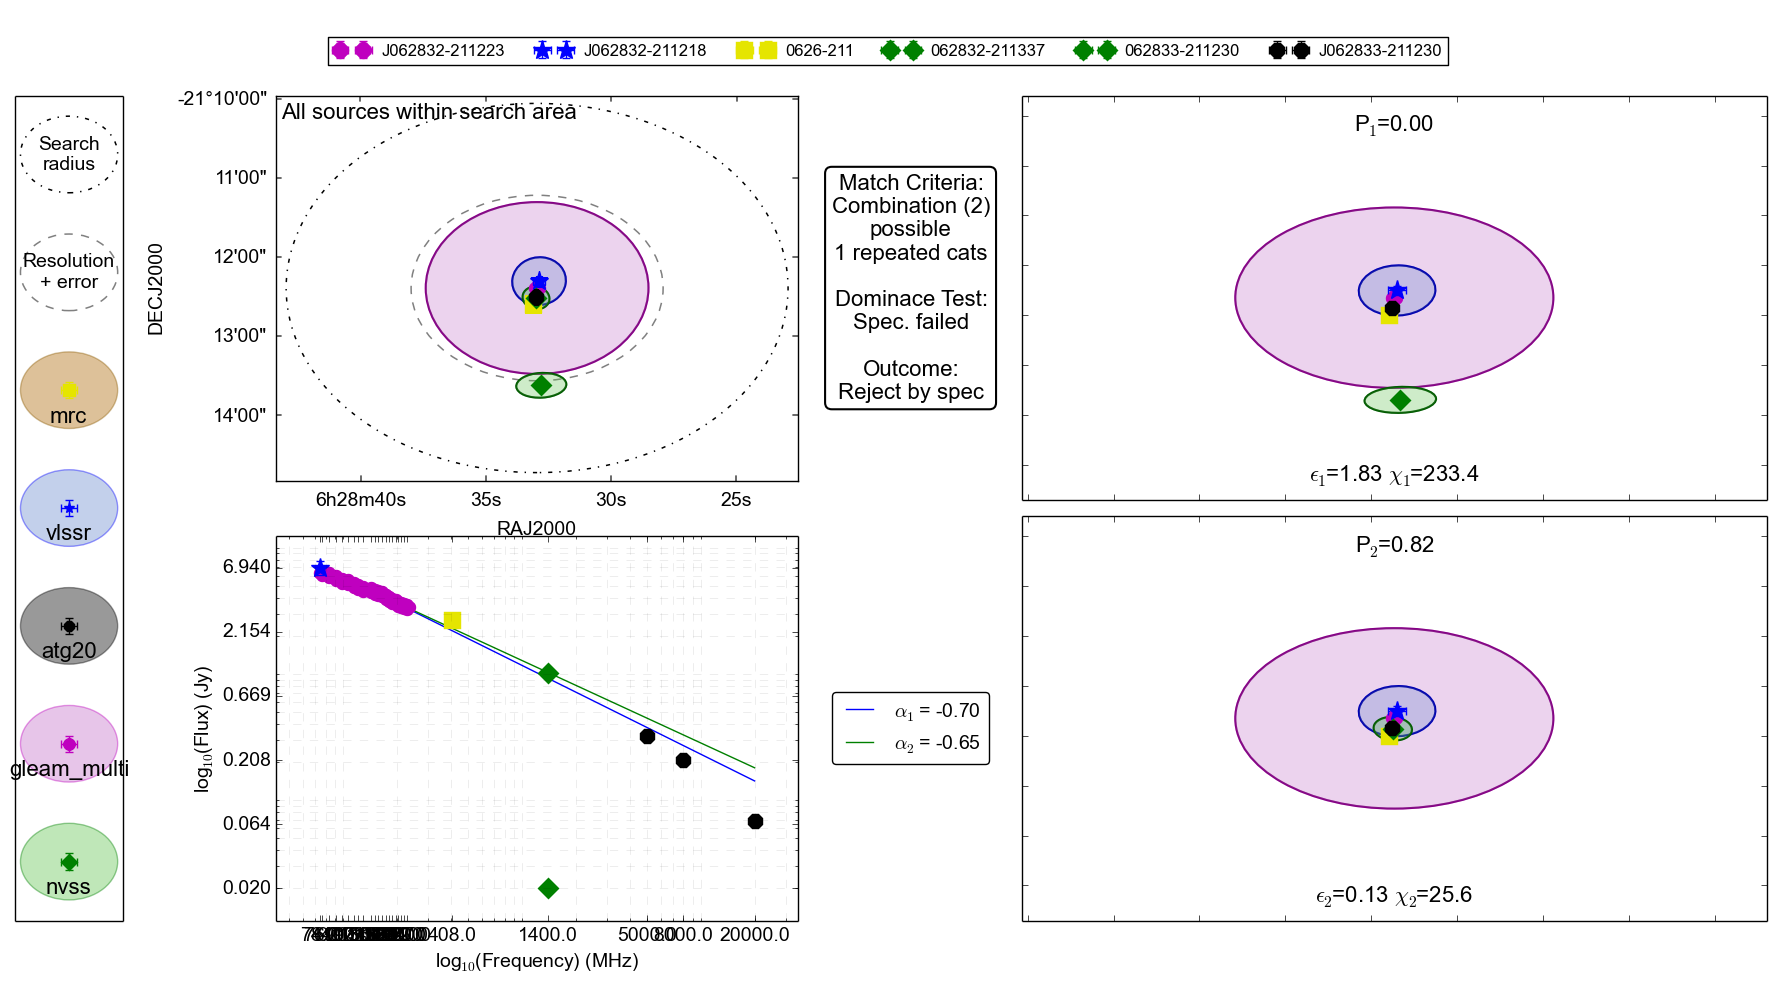 J062832-211223 J062832-211218 0626-211 062832-211337 062833-211230 J062833-211230
Search
radius
Resolution
+ error
mrc
vlssr
atg20
gleam_multi
nvss
All sources within search area
-21°10'00"
11'00"
12'00"
13'00"
14'00"
DECJ2000
6h28m40s 35s 30s 25s
RAJ2000
Match Criteria:
Combination (2)
possible
1 repeated cats
Dominace Test:
Spec. failed
Outcome:
Reject by spec
P1=0.00
ϵ1=1.83 χ1=233.4
6.940
2.154
0.669
0.208
0.064
0.020
log10(Flux) (Jy)
408.0 1400.0 5000.0 8000.0 20000.0
log10(Frequency) (MHz)
α1 = -0.70
α2 = -0.65
P2=0.82
ϵ2=0.13 χ2=25.6